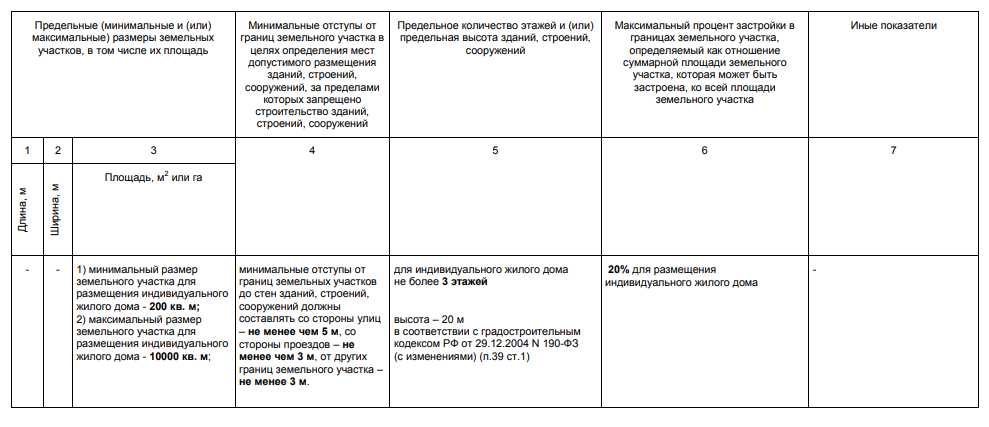 Предельные (минимальные и (или)
максимальные) размеры земельных
участков, в том числе их площадь
Минимальные отступы от
границ земельного участка в
целях определения мест
допустимого размещения
зданий, строений,
сооружений, за пределами
которых запрещено
строительство зданий,
строений, сооружений
Предельное количество этажей и (или)
предельная высота зданий, строений,
сооружений
Максимальный процент застройки в
границах земельного участка,
определяемый как отношение
суммарной площади земельного
участка, которая может быть
застроена, ко всей площади
земельного участка
Иные показатели
1
2
3
4
5
6
7
Длина, м
Ширина, м
Площадь, м² или га
-
-
1) минимальный размер
земельного участка для
размещения индивидуального
жилого дома - 200 кв. м;
2) максимальный размер
земельного участка для
размещения индивидуального
жилого дома - 10000 кв. м;
минимальные отступы от
границ земельных участков
до стен зданий, строений,
сооружений должны
составлять со стороны улиц
– не менее чем 5 м, со
стороны проездов – не
менее чем 3 м, от других
границ земельного участка –
не менее 3 м.
для индивидуального жилого дома
не более 3 этажей
высота – 20 м
в соответствии с градостроительным
кодексом РФ от 29.12.2004 N 190-ФЗ
(с изменениями) (п.39 ст.1)
20% для размещения
индивидуального жилого дома
-